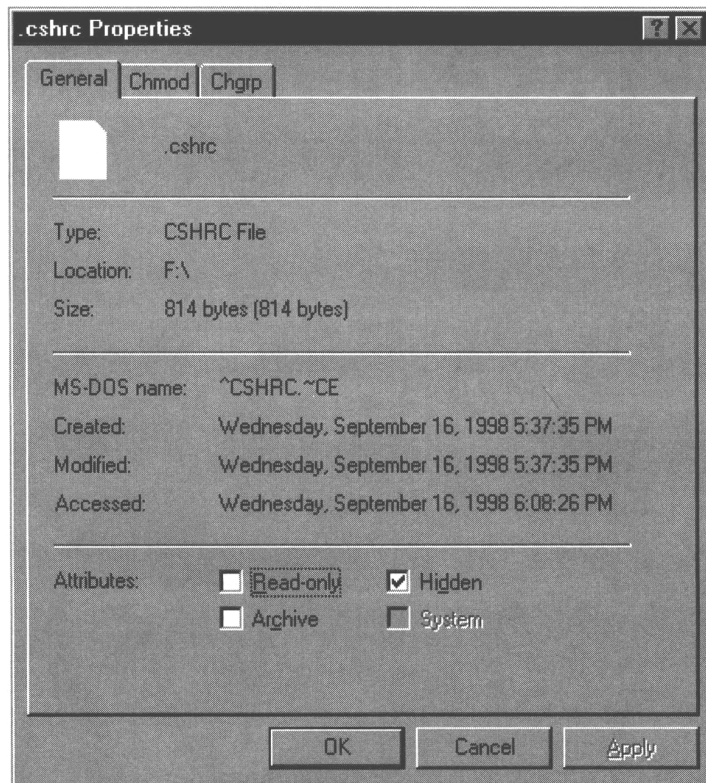 .cshrc Properties
General Chmod Chgrp
.cshrc
Type: CSHRC File
Location: F:\
Size: 814 bytes (814 bytes)
MS-DOS name: ^CSHRC.~CE
Created: Wednesday, September 16, 1998 5:37:35 PM
Modified: Wednesday, September 16, 1998 5:37:35 PM
Accessed: Wednesday, September 16, 1998 6:08:26 PM
Attributes: Read-only Hidden
Archive System
OK Cancel Apply